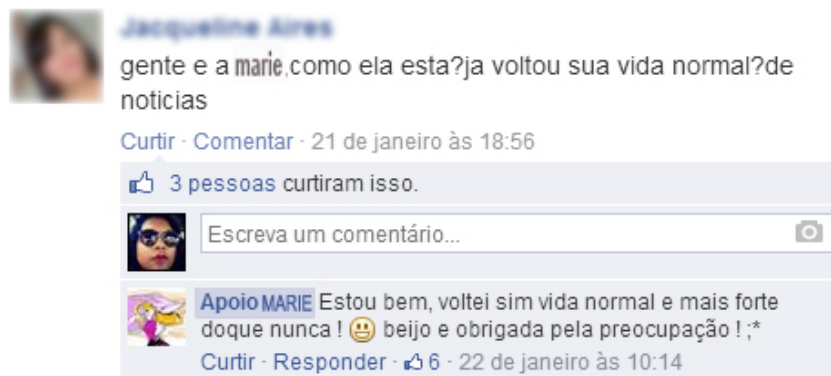 gente e a marie,como ela esta?ja voltou sua vida normal?de
noticias
Curtir · Comentar · 21 de janeiro às 18:56
3 pessoas curtiram isso.
Escreva um comentário...
Apoio MARIE Estou bem, voltei sim vida normal e mais forte
doque nunca ! 😃 beijo e obrigada pela preocupação ! ;*
Curtir · Responder · 6 · 22 de janeiro às 10:14